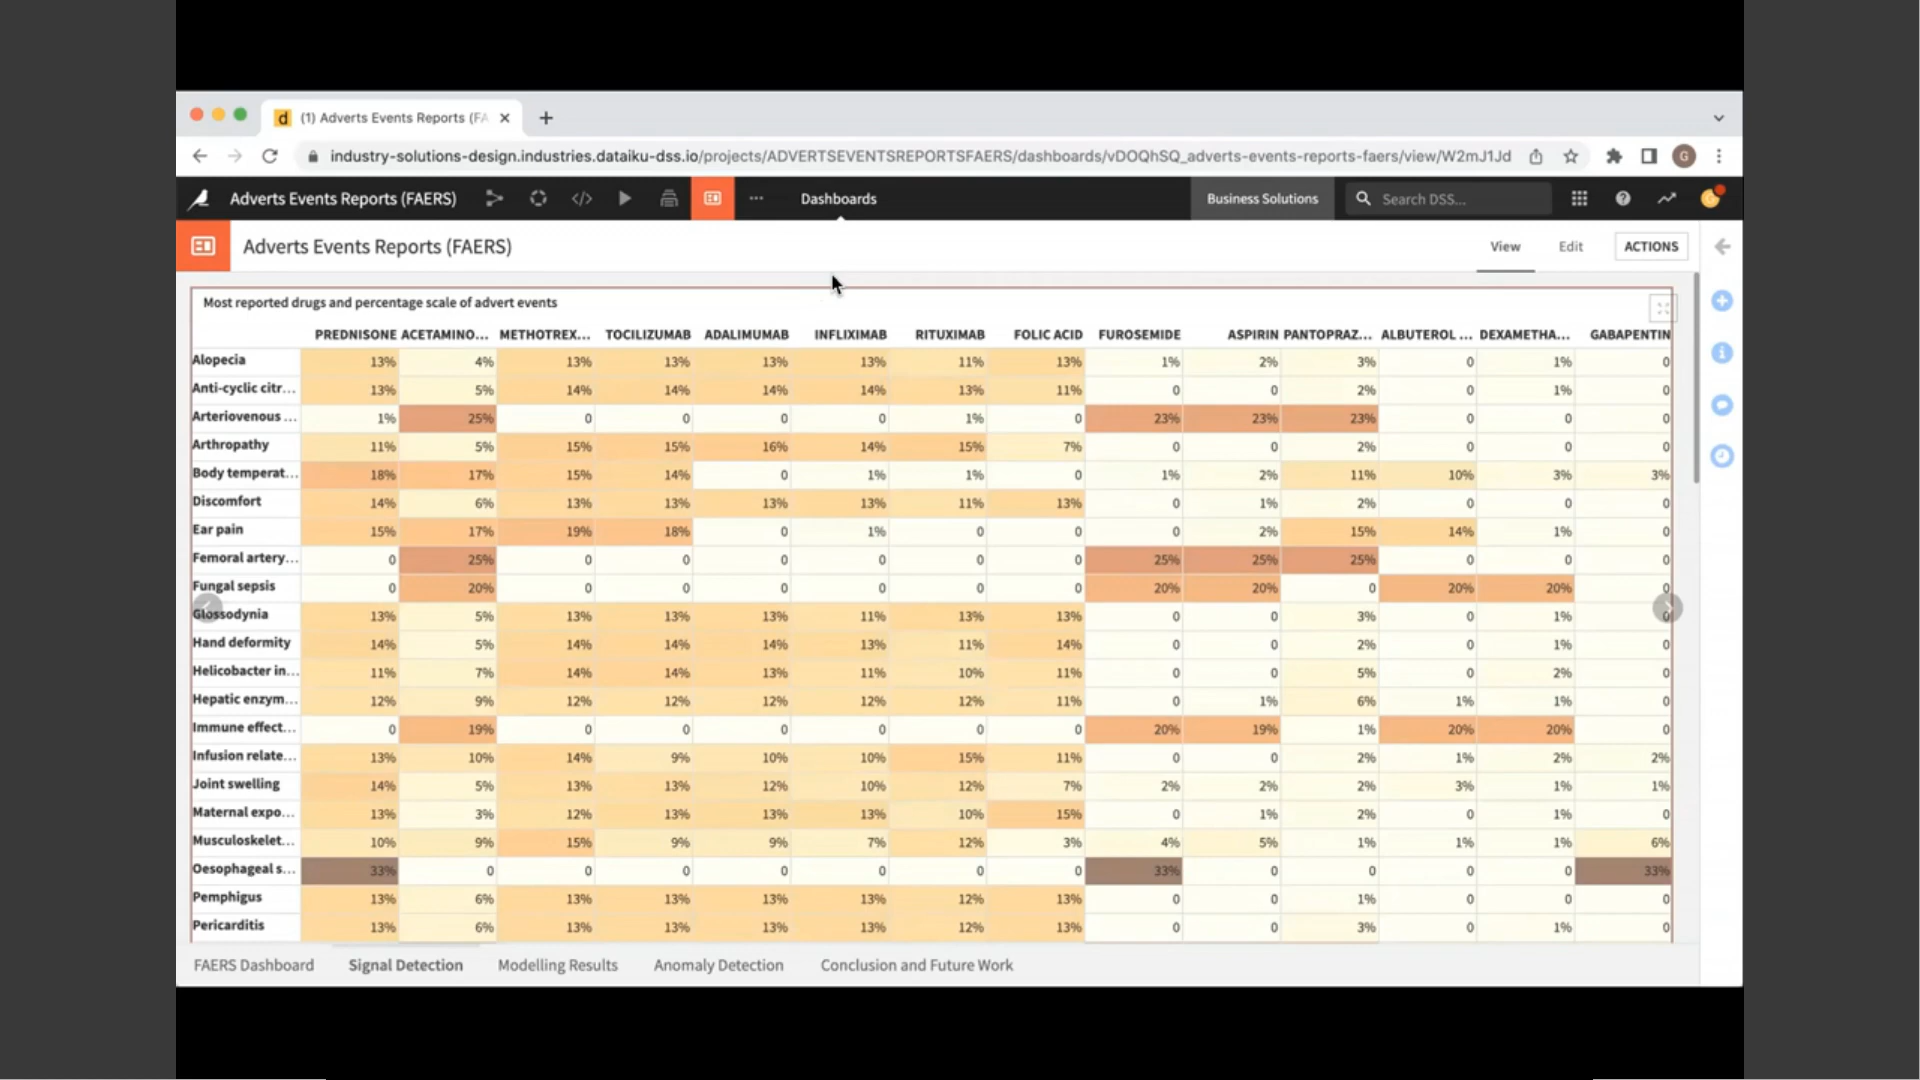 (1) Adverts Events Reports (FA
industry-solutions-design.industries.dataiku-dss.io/projects/ADVERTSEVENTSREPORTSFAERS/dashboards/vDOQhSQ_adverts-events-reports-faers/view/W2mJ1Jd
G
Adverts Events Reports (FAERS) Dashboards Business Solutions Search DSS...
Adverts Events Reports (FAERS) View Edit ACTIONS
Most reported drugs and percentage scale of advert events
PREDNISONE ACETAMINO... METHOTREX... TOCILIZUMAB ADALIMUMAB INFLIXIMAB RITUXIMAB FOLIC ACID FUROSEMIDE ASPIRIN PANTOPRAZ... ALBUTEROL ... DEXAMETHA... GABAPENTIN
Alopecia 13% 4% 13% 13% 13% 13% 11% 13% 1% 2% 3% 0 1% 0
Anti-cyclic citr... 13% 5% 14% 14% 14% 14% 13% 11% 0 0 2% 0 1% 0
Arteriovenous ... 1% 25% 0 0 0 0 1% 0 23% 23% 23% 0 0 0
Arthropathy 11% 5% 15% 15% 16% 14% 15% 7% 0 0 2% 0 0 0
Body temperat... 18% 17% 15% 14% 0 1% 1% 0 1% 2% 11% 10% 3% 3%
Discomfort 14% 6% 13% 13% 13% 13% 11% 13% 0 1% 2% 0 0 0
Ear pain 15% 17% 19% 18% 0 1% 0 0 0 2% 15% 14% 1% 0
Femoral artery... 0 25% 0 0 0 0 0 0 25% 25% 25% 0 0 0
Fungal sepsis 0 20% 0 0 0 0 0 0 20% 20% 0 20% 20% 0
Glossodynia 13% 5% 13% 13% 13% 11% 13% 13% 0 0 3% 0 1% 0
Hand deformity 14% 5% 14% 14% 14% 13% 11% 14% 0 0 2% 0 1% 0
Helicobacter in... 11% 7% 14% 14% 13% 11% 10% 11% 0 0 5% 0 2% 0
Hepatic enzym... 12% 9% 12% 12% 12% 12% 12% 11% 0 1% 6% 1% 1% 0
Immune effect... 0 19% 0 0 0 0 0 0 20% 19% 1% 20% 20% 0
Infusion relate... 13% 10% 14% 9% 10% 10% 15% 11% 0 0 2% 1% 2% 2%
Joint swelling 14% 5% 13% 13% 12% 10% 12% 7% 2% 2% 2% 3% 1% 1%
Maternal expo... 13% 3% 12% 13% 13% 13% 10% 15% 0 1% 2% 0 1% 0
Musculoskelet... 10% 9% 15% 9% 9% 7% 12% 3% 4% 5% 1% 1% 1% 6%
Oesophageal s... 33% 0 0 0 0 0 0 0 33% 0 0 0 0 33%
Pemphigus 13% 6% 13% 13% 13% 13% 12% 13% 0 0 1% 0 0 0
Pericarditis 13% 6% 13% 13% 13% 13% 12% 13% 0 0 3% 0 1% 0
FAERS Dashboard Signal Detection Modelling Results Anomaly Detection Conclusion and Future Work